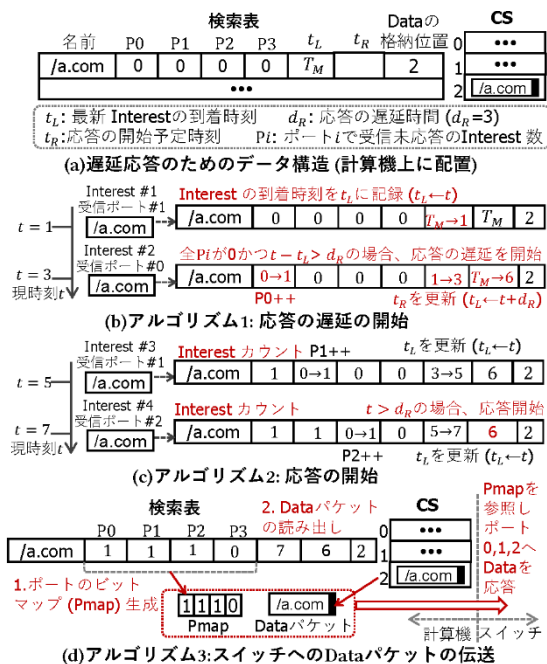 検索表
Dataの格納位置
CS
名前 P0 P1 P2 P3 t_L t_R
/a.com 0 0 0 0 T_M 2
•••
0 •••
1 •••
2 /a.com
t_L: 最新 Interestの到着時刻 d_R: 応答の遅延時間 (d_R=3)
t_R:応答の開始予定時刻 Pi: ポートiで受信未応答のInterest 数
(a)遅延応答のためのデータ構造 (計算機上に配置)
Interest #1
受信ポート#1
/a.com
Interest の到着時刻を t_Lに記録 (t_L←t)
t = 1
/a.com 0 0 0 0 T_M→1 T_M 2
Interest #2
受信ポート#0
/a.com
全Piが0かつ t − t_L > d_R の場合、応答の遅延を開始
t = 3
現時刻t
/a.com 0→1 0 0 0 1→3 T_M→6 2
P0++
t_Rを更新 (t_L←t+d_R)
(b)アルゴリズム1: 応答の遅延の開始
Interest #3
受信ポート#1
/a.com
Interest カウント P1++
t_Lを更新 (t_L←t)
t = 5
/a.com 1 0→1 0 0 3→5 6 2
Interest #4
受信ポート#2
/a.com
Interest カウント
t > d_Rの場合、応答開始
t = 7
現時刻t
/a.com 1 1 0→1 0 5→7 6 2
P2++
t_Lを更新 (t_L←t)
(c)アルゴリズム2: 応答の開始
検索表
2. Dataパケットの読み出し
CS
Pmapを参照しポート0,1,2へDataを応答
P0 P1 P2 P3
/a.com 1 1 1 0 7 6 2
0 •••
1 •••
2 /a.com
1.ポートのビットマップ (Pmap) 生成
1 1 1 0
Pmap
/a.com
Dataパケット
計算機 スイッチ
(d)アルゴリズム3:スイッチへのDataパケットの伝送